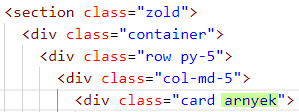 <section class="zold">
<div class="container">
<div class="row py-5">
<div class="col-md-5">
<div class="card arnyek">